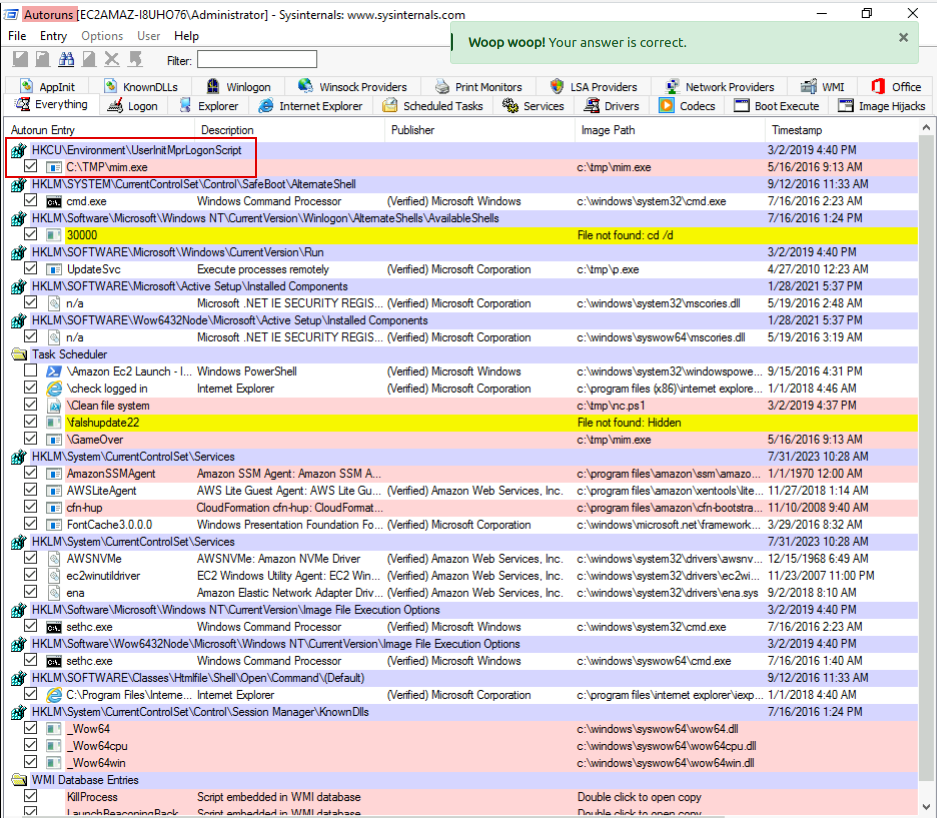 Autoruns [EC2AMAZ-I8UHO76\Administrator] - Sysinternals: www.sysinternals.com
File Entry Options User Help
Woop woop! Your answer is correct. ×
Filter:
AppInit KnownDLLs Winlogon Winsock Providers Print Monitors LSA Providers Network Providers WMI Office
Everything Logon Explorer Internet Explorer Scheduled Tasks Services Drivers Codecs Boot Execute Image Hijacks
Autorun Entry Description Publisher Image Path Timestamp
HKCU\Environment\UserInitMprLogonScript 3/2/2019 4:40 PM
C:\TMP\mim.exe c:\tmp\mim.exe 5/16/2016 9:13 AM
HKLM\SYSTEM\CurrentControlSet\Control\SafeBoot\AlternateShell 9/12/2016 11:33 AM
cmd.exe Windows Command Processor (Verified) Microsoft Windows c:\windows\system32\cmd.exe 7/16/2016 2:23 AM
HKLM\Software\Microsoft\Windows NT\CurrentVersion\Winlogon\AlternateShells\AvailableShells 7/16/2016 1:24 PM
30000 File not found: cd /d
HKLM\SOFTWARE\Microsoft\Windows\CurrentVersion\Run 3/2/2019 4:40 PM
UpdateSvc Execute processes remotely (Verified) Microsoft Corporation c:\tmp\p.exe 4/27/2010 12:23 AM
HKLM\SOFTWARE\Microsoft\Active Setup\Installed Components 1/28/2021 5:37 PM
n/a Microsoft .NET IE SECURITY REGIS... (Verified) Microsoft Corporation c:\windows\system32\mscories.dll 5/19/2016 2:48 AM
HKLM\SOFTWARE\Wow6432Node\Microsoft\Active Setup\Installed Components 1/28/2021 5:37 PM
n/a Microsoft .NET IE SECURITY REGIS... (Verified) Microsoft Corporation c:\windows\syswow64\mscories.dll 5/19/2016 3:19 AM
Task Scheduler
\Amazon Ec2 Launch - I... Windows PowerShell (Verified) Microsoft Windows c:\windows\system32\windowspowe... 9/15/2016 4:31 PM
\check logged in Internet Explorer (Verified) Microsoft Corporation c:\program files (x86)\internet explore... 1/1/2018 4:46 AM
\Clean file system c:\tmp\nc.ps1 3/2/2019 4:37 PM
\falshupdate22 File not found: Hidden
\GameOver c:\tmp\mim.exe 5/16/2016 9:13 AM
HKLM\System\CurrentControlSet\Services 7/31/2023 10:28 AM
AmazonSSMAgent Amazon SSM Agent: Amazon SSM A... c:\program files\amazon\ssm\amazo... 1/1/1970 12:00 AM
AWSLiteAgent AWS Lite Guest Agent: AWS Lite Gu... (Verified) Amazon Web Services, Inc. c:\program files\amazon\xentools\lite... 11/27/2018 1:14 AM
cfn-hup CloudFormation cfn-hup: CloudFormat... c:\program files\amazon\cfn-bootstra... 11/10/2008 9:40 AM
FontCache3.0.0.0 Windows Presentation Foundation Fo... (Verified) Microsoft Corporation c:\windows\microsoft.net\framework... 3/29/2016 8:32 AM
HKLM\System\CurrentControlSet\Services 7/31/2023 10:28 AM
AWSNVMe AWSNVMe: Amazon NVMe Driver (Verified) Amazon Web Services, Inc. c:\windows\system32\drivers\awsnv... 12/15/1968 6:49 AM
ec2winutildriver EC2 Windows Utility Agent: EC2 Win... (Verified) Amazon Web Services, Inc. c:\windows\system32\drivers\ec2wi... 11/23/2007 11:00 PM
ena Amazon Elastic Network Adapter Driv... (Verified) Amazon Web Services, Inc. c:\windows\system32\drivers\ena.sys 9/2/2018 8:10 AM
HKLM\Software\Microsoft\Windows NT\CurrentVersion\Image File Execution Options 3/2/2019 4:40 PM
sethc.exe Windows Command Processor (Verified) Microsoft Windows c:\windows\system32\cmd.exe 7/16/2016 2:23 AM
HKLM\Software\Wow6432Node\Microsoft\Windows NT\CurrentVersion\Image File Execution Options 3/2/2019 4:40 PM
sethc.exe Windows Command Processor (Verified) Microsoft Windows c:\windows\syswow64\cmd.exe 7/16/2016 1:40 AM
HKLM\SOFTWARE\Classes\Htmlfile\Shell\Open\Command\(Default) 9/12/2016 11:33 AM
C:\Program Files\Interne... Internet Explorer (Verified) Microsoft Corporation c:\program files\internet explorer\iexp... 1/1/2018 4:40 AM
HKLM\System\CurrentControlSet\Control\Session Manager\KnownDlls 7/16/2016 1:24 PM
_Wow64 c:\windows\syswow64\wow64.dll
_Wow64cpu c:\windows\syswow64\wow64cpu.dll
_Wow64win c:\windows\syswow64\wow64win.dll
WMI Database Entries
KillProcess Script embedded in WMI database Double click to open copy
LaunchBeaconingBack Script embedded in WMI database Double click to open copy